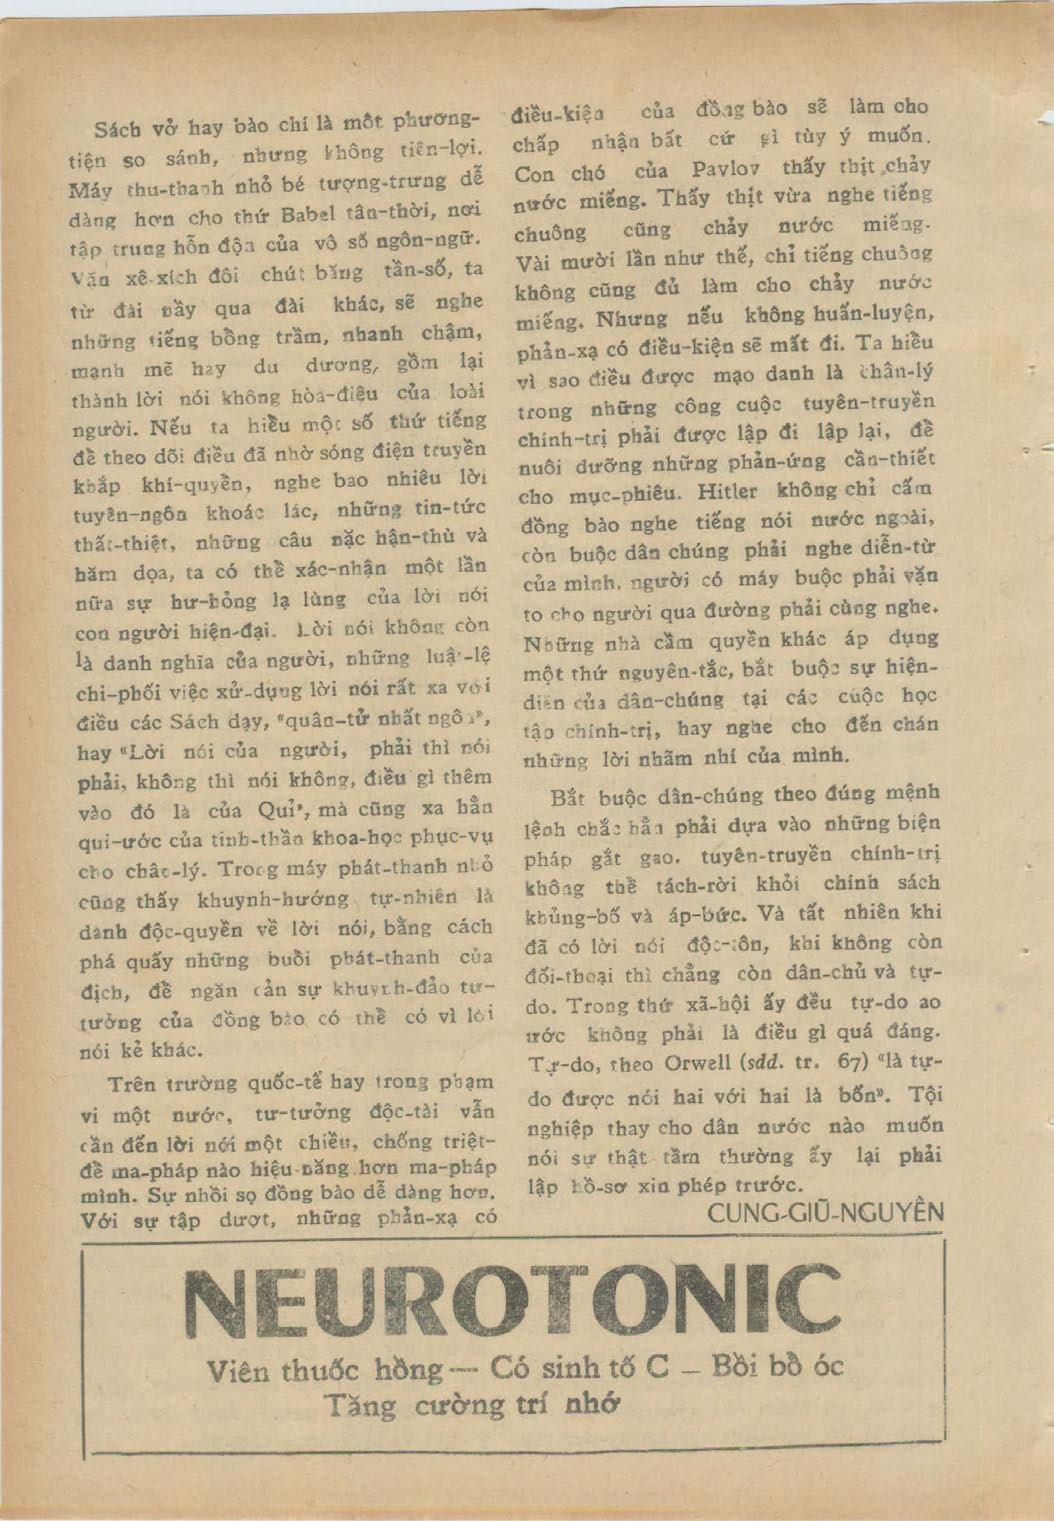 Sách vở hay bào chí là một phương-
tiện so sánh, nhưng không tiên-lợi.
Máy thu-thanh nhỏ bé tượng-trưng dễ
dàng hơn cho thứ Babel tân-thời, nơi
tập trung hỗn độn của vô số ngôn-ngữ.
Vặn xê-xích đôi chút băng tần-số, ta
từ đài nầy qua đài khác, sẽ nghe
những tiếng bồng trầm, nhanh chậm,
mạnh mẽ hay du dương, gồm lại
thành lời nói không hòa-điệu của loài
người. Nếu ta hiểu một số thứ tiếng
để theo dõi điều đã nhờ sóng điện truyền
khắp khí-quyển, nghe bao nhiêu lời
tuyên-ngôn khoác lác, những tin-tức
thất-thiệt, những câu nặc hận-thù và
hăm dọa, ta có thể xác-nhận một lần
nữa sự hư-hỏng lạ lùng của lời nói
con người hiện-đại. Lời nói không còn
là danh nghĩa của người, những luật-lệ
chi-phối việc xử-dụng lời nói rất xa với
điều các Sách dạy, "quân-tử nhất ngôn",
hay "Lời nói của người, phải thì nói
phải, không thì nói không, điều gì thêm
vào đó là của Quỉ", mà cũng xa hẳn
qui-ước của tinh-thần khoa-học phục-vụ
cho chân-lý. Trong máy phát-thanh nhỏ
cũng thấy khuynh-hướng tự-nhiên là
dành độc-quyền về lời nói, bằng cách
phá quấy những buổi phát-thanh của
địch, để ngăn cản sự khuynh-đảo tư-
tưởng của đồng bào có thể có vì lời
nói kẻ khác.
Trên trường quốc-tế hay trong phạm
vi một nước, tư-tưởng độc-tài vẫn
cần đến lời nói một chiều, chống triệt-
để ma-pháp nào hiệu-năng hơn ma-pháp
mình. Sự nhồi sọ đồng bào dễ dàng hơn.
Với sự tập dượt, những phản-xạ có
điều-kiện của đồng bào sẽ làm cho
chấp nhận bất cứ gì tùy ý muốn.
Con chó của Pavlov thấy thịt chảy
nước miếng. Thấy thịt vừa nghe tiếng
chuông cũng chảy nước miếng.
Vài mươi lần như thế, chỉ tiếng chuông
không cũng đủ làm cho chảy nước
miếng. Nhưng nếu không huấn-luyện,
phản-xạ có điều-kiện sẽ mất đi. Ta hiểu
vì sao điều được mạo danh là chân-lý
trong những công cuộc tuyên-truyền
chính-trị phải được lập đi lập lại, để
nuôi dưỡng những phản-ứng cần-thiết
cho mục-phiêu. Hitler không chỉ cấm
đồng bào nghe tiếng nói nước ngoài,
còn buộc dân chúng phải nghe diễn-từ
của mình, người có máy buộc phải vặn
to cho người qua đường phải cùng nghe.
Những nhà cầm quyền khác áp dụng
một thứ nguyên-tắc, bắt buộc sự hiện-
diện của dân-chúng tại các cuộc học
tập chính-trị, hay nghe cho đến chán
những lời nhãm nhí của mình.
Bắt buộc dân-chúng theo đúng mệnh
lệnh chắc hẳn phải dựa vào những biện
pháp gắt gao. tuyên-truyền chính-trị
không thể tách-rời khỏi chính sách
khủng-bố và áp-bức. Và tất nhiên khi
đã có lời nói độc-tôn, khi không còn
đối-thoại thì chẳng còn dân-chủ và tự-
do. Trong thứ xã-hội ấy đều tự-do ao
ước không phải là điều gì quá đáng.
Tự-do, theo Orwell (sdd. tr. 67) "là tự-
do được nói hai với hai là bốn". Tội
nghiệp thay cho dân nước nào muốn
nói sự thật tầm thường ấy lại phải
lập hồ-sơ xin phép trước.
CUNG-GIŨ-NGUYÊN
NEUROTONIC
Viên thuốc hồng — Có sinh tố C — Bồi bổ óc
Tăng cường trí nhớ